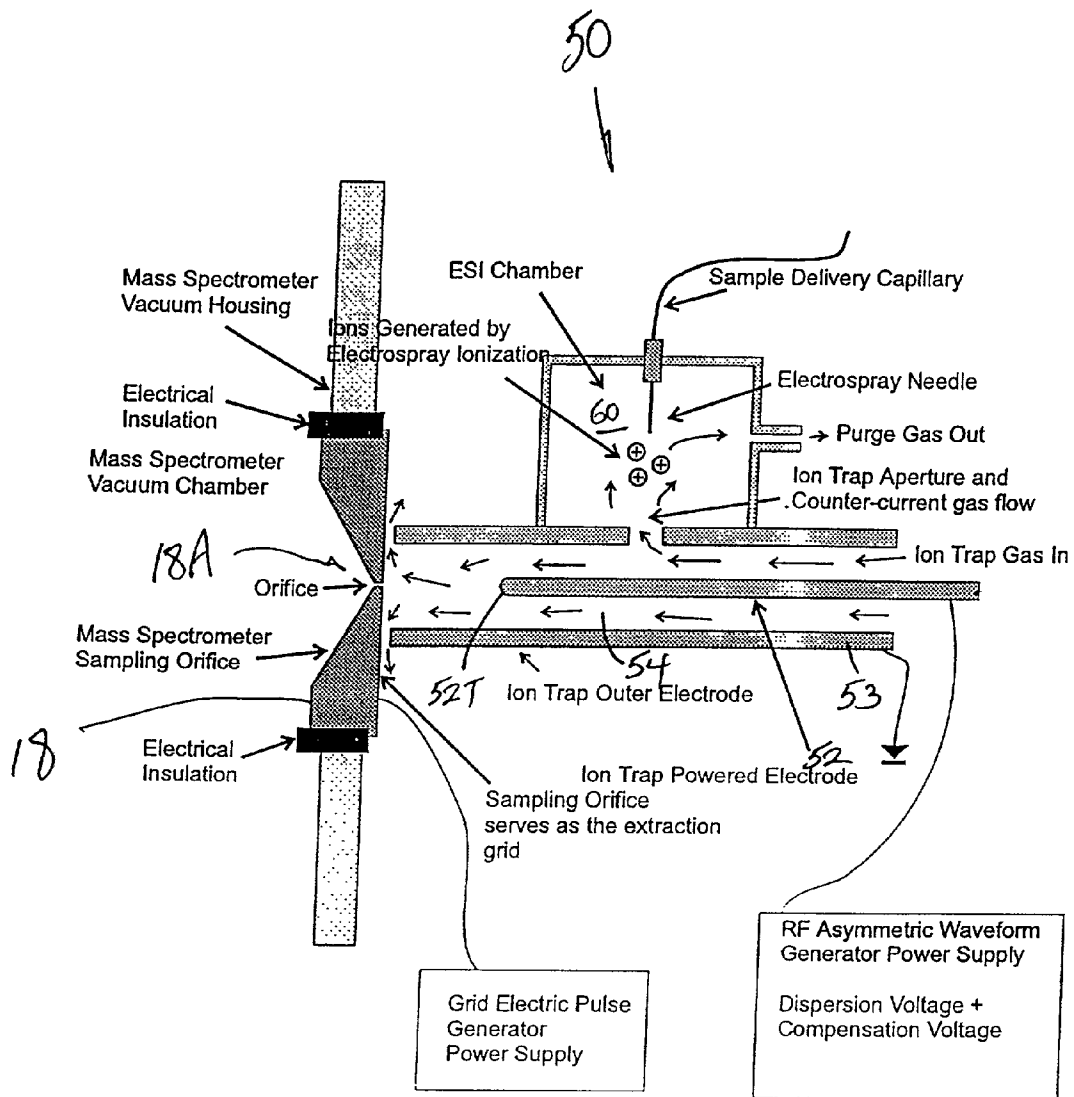 50
Mass Spectrometer
Vacuum Housing
ESI Chamber
Sample Delivery Capillary
Ions Generated by
Electrospray Ionization
Electrical
Insulation
60
Electrospray Needle
Purge Gas Out
Mass Spectrometer
Vacuum Chamber
Ion Trap Aperture and
.Counter-current gas flow
18A
Ion Trap Gas In
Orifice
Mass Spectrometer
Sampling Orifice
52T
54
Ion Trap Outer Electrode
53
18
Electrical
Insulation
52
Ion Trap Powered Electrode
Sampling Orifice
serves as the extraction
grid
Grid Electric Pulse
Generator
Power Supply
RF Asymmetric Waveform
Generator Power Supply
Dispersion Voltage +
Compensation Voltage